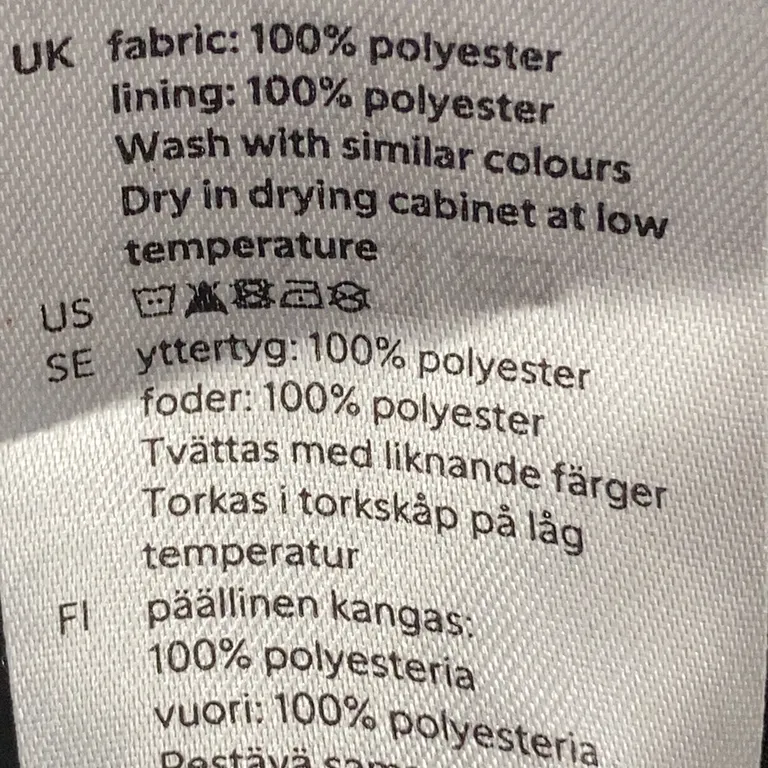 UK fabric: 100% polyester
lining: 100% polyester
Wash with similar colours
Dry in drying cabinet at low
temperature
US
SE yttertyg: 100% polyester
foder: 100% polyester
Tvättas med liknande färger
Torkas i torkskåp på låg
temperatur
FI päällinen kangas:
100% polyesteria
vuori: 100% polyesteria
Pestävä